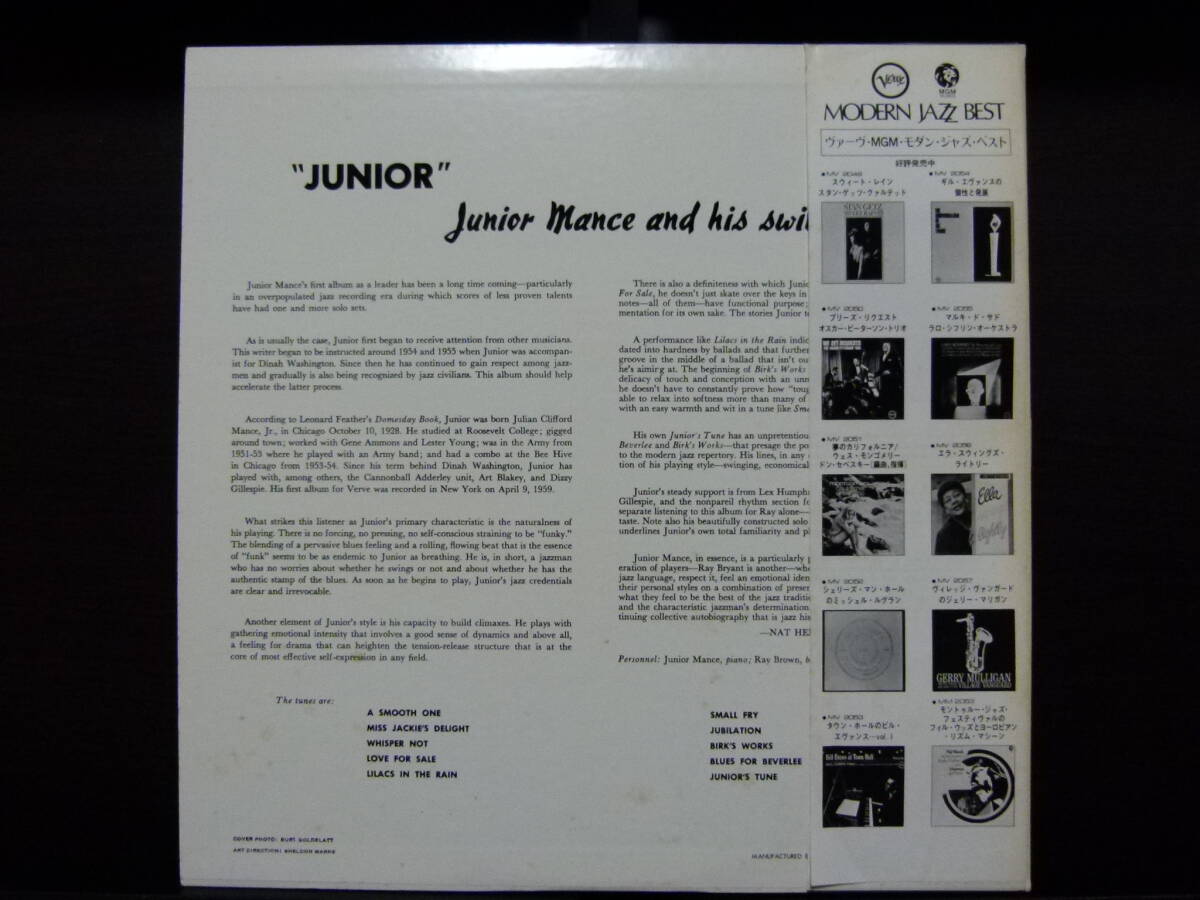 "JUNIOR"
Junior Mance and his swi
Junior Mance's first album as a leader has been a long time coming—particularly
in an overpopulated jazz recording era during which scores of less proven talents
have had one and more solo sets.
As is usually the case, Junior first began to receive attention from other musicians.
This writer began to be instructed around 1954 and 1955 when Junior was accompan-
ist for Dinah Washington. Since then he has continued to gain respect among jazz-
men and gradually is also being recognized by jazz civilians. This album should help
accelerate the latter process.
According to Leonard Feather's Domesday Book, Junior was born Julian Clifford
Mance, Jr., in Chicago October 10, 1928. He studied at Roosevelt College; gigged
around town; worked with Gene Ammons and Lester Young; was in the Army from
1951-53 where he played with an Army band; and had a combo at the Bee Hive
in Chicago from 1953-54. Since his term behind Dinah Washington, Junior has
played with, among others, the Cannonball Adderley unit, Art Blakey, and Dizzy
Gillespie. His first album for Verve was recorded in New York on April 9, 1959.
What strikes this listener as Junior's primary characteristic is the naturalness of
his playing. There is no forcing, no pressing, no self-conscious straining to be "funky."
The blending of a pervasive blues feeling and a rolling, flowing beat that is the essence
of "funk" seems to be as endemic to Junior as breathing. He is, in short, a jazzman
who has no worries about whether he swings or not and about whether he has the
authentic stamp of the blues. As soon as he begins to play, Junior's jazz credentials
are clear and irrevocable.
Another element of Junior's style is his capacity to build climaxes. He plays with
gathering emotional intensity that involves a good sense of dynamics and above all,
a feeling for drama that can heighten the tension-release structure that is at the
core of most effective self-expression in any field.
There is also a definiteness with which Junio
For Sale, he doesn't just skate over the keys in
notes—all of them—have functional purpose;
mentation for its own sake. The stories Junior t
A performance like Lilacs in the Rain indic
dated into hardness by ballads and that further
groove in the middle of a ballad that isn't ou
he's aiming at. The beginning of Birk's Works
delicacy of touch and conception with an unn
he doesn't have to constantly prove how "toug
able to relax into softness more than many of
with an easy warmth and wit in a tune like Sma
His own Junior's Tune has an unpretentiou
Beverlee and Birk's Works—that presage the po
to the modern jazz repertory. His lines, in any
tion of his playing style—swinging, economical
Junior's steady support is from Lex Humph
Gillespie, and the nonpareil rhythm section fo
separate listening to this album for Ray alone—
taste. Note also his beautifully constructed solo
underlines Junior's own total familiarity and p
Junior Mance, in essence, is a particularly p
eration of players—Ray Bryant is another—wh
jazz language, respect it, feel an emotional iden
their personal styles on a combination of preser
what they feel to be the best of the jazz traditi
and the characteristic jazzman's determination
tinuing collective autobiography that is jazz his
—NAT HE
Personnel: Junior Mance, piano; Ray Brown, b
The tunes are:
A SMOOTH ONE
MISS JACKIE'S DELIGHT
WHISPER NOT
LOVE FOR SALE
LILACS IN THE RAIN
SMALL FRY
JUBILATION
BIRK'S WORKS
BLUES FOR BEVERLEE
JUNIOR'S TUNE
COVER PHOTO: BURT GOLDBLATT
ART DIRECTION: SHELDON MARKS
MANUFACTURED B
Verve
MGM
MODERN JAZZ BEST
ヴァーヴ・MGM・モダン・ジャズ・ベスト
好評発売中
●MV 2049
スウィート・レイン
スタン・ゲッツ・クァルテット
STAN GETZ
●MV 2054
ギル・エヴァンスの
個性と発展
●MV 2050
プリーズ・リクエスト
オスカー・ピーターソン・トリオ
WE GET REQUESTS
●MV 2055
マルキ・ド・サド
ラロ・シフリン・オーケストラ
●MV 2051
夢のカリフォルニア/
ウェス・モンゴメリー
ドン・セベスキー(編曲, 指揮)
●MV 2056
エラ・スウィングズ・
ライトリー
Ella
lightly
●MV 2052
シェリーズ・マン・ホール
のミッシェル・ルグラン
●MV 2057
ヴィレッジ・ヴァンガード
のジェリー・マリガン
GERRY MULLIGAN
VILLAGE VANGUARD
●MV 2053
タウン・ホールのビル・
エヴァンス…vol. 1
Bill Evans at Town Hall
●MM 2053
モントゥルー・ジャズ・
フェスティヴァルの
フィル・ウッズとヨーロピアン
・リズム・マシーン